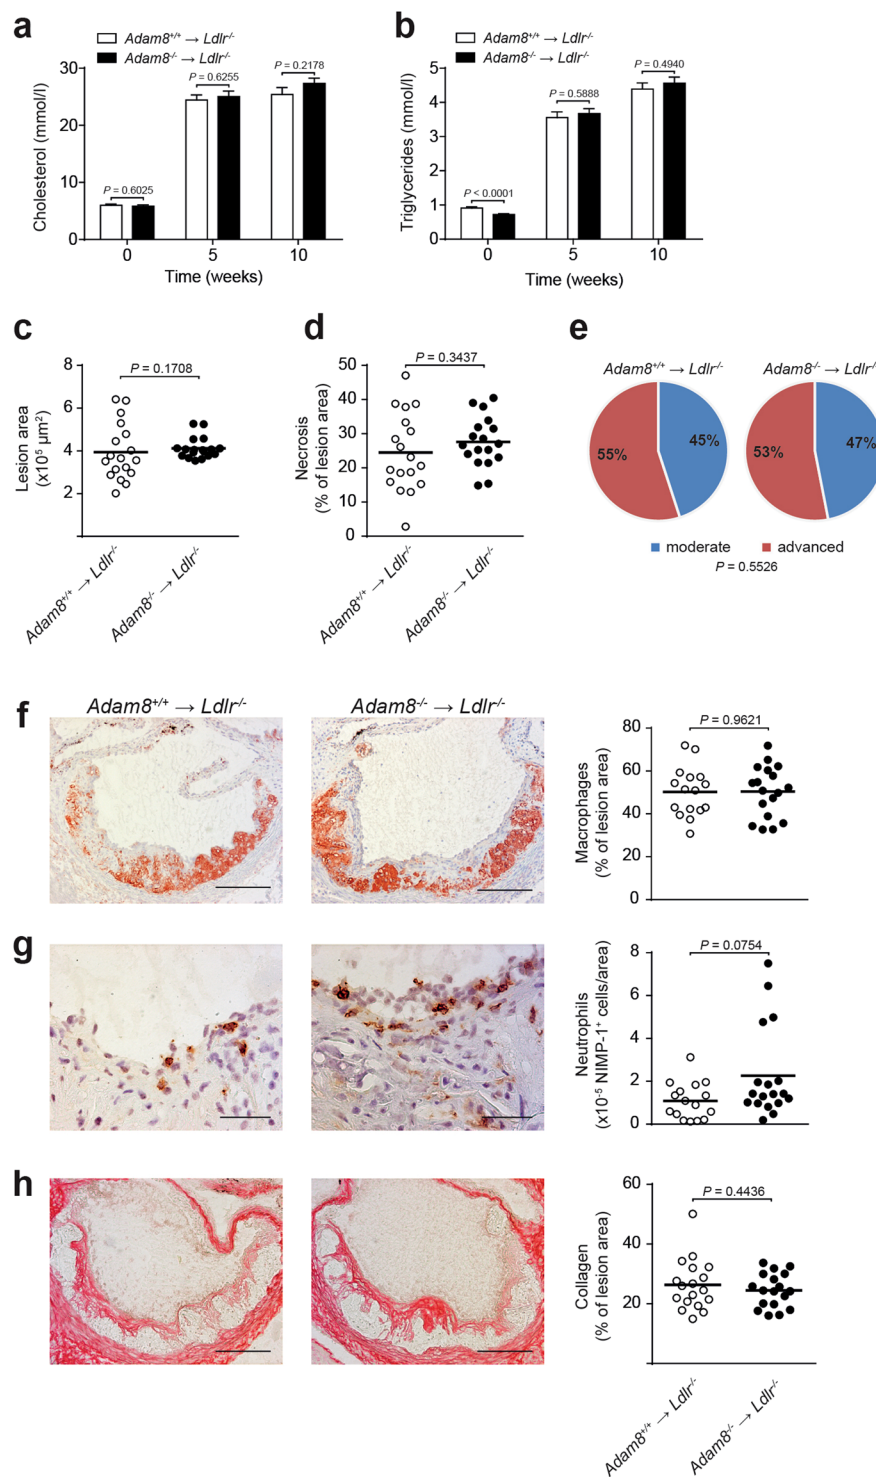 a
Adam8+/+ → Ldlr-/-
Adam8-/- → Ldlr-/-
Cholesterol (mmol/l)
30
20
10
0
P = 0.6025
P = 0.6255
P = 0.2178
0 5 10
Time (weeks)
b
Adam8+/+ → Ldlr-/-
Adam8-/- → Ldlr-/-
Triglycerides (mmol/l)
5
4
3
2
1
0
P < 0.0001
P = 0.5888
P = 0.4940
0 5 10
Time (weeks)
c
Lesion area
(x10⁵ µm²)
8
6
4
2
P = 0.1708
Adam8+/+ → Ldlr-/-
Adam8-/- → Ldlr-/-
d
Necrosis
(% of lesion area)
50
40
30
20
10
0
P = 0.3437
Adam8+/+ → Ldlr-/-
Adam8-/- → Ldlr-/-
e
Adam8+/+ → Ldlr-/-
Adam8-/- → Ldlr-/-
55% 45%
53% 47%
moderate advanced
P = 0.5526
f
Adam8+/+ → Ldlr-/-
Adam8-/- → Ldlr-/-
Macrophages
(% of lesion area)
80
60
40
20
0
P = 0.9621
g
Neutrophils
(x10⁻⁵ NIMP-1⁺ cells/area)
8
6
4
2
0
P = 0.0754
h
Collagen
(% of lesion area)
60
40
20
P = 0.4436
Adam8+/+ → Ldlr-/-
Adam8-/- → Ldlr-/-